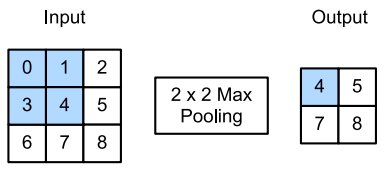 Input
Output
0 1 2
3 4 5
6 7 8
2 x 2 Max
Pooling
4 5
7 8